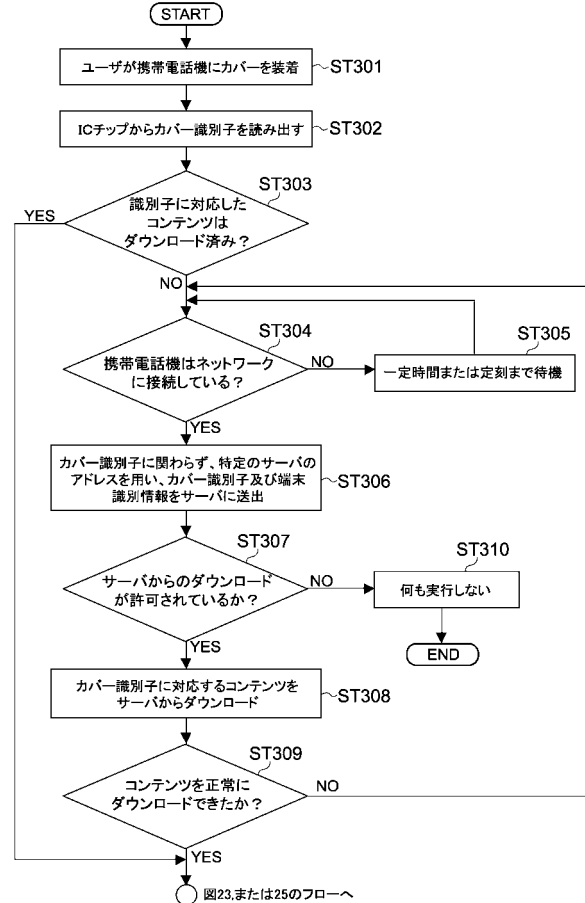 START
ユーザが携帯電話機にカバーを装着
ST301
ICチップからカバー識別子を読み出す
ST302
ST303
識別子に対応した
コンテンツは
ダウンロード済み？
YES
NO
ST304
携帯電話機はネットワーク
に接続している？
NO
ST305
一定時間または定刻まで待機
YES
カバー識別子に関わらず、特定のサーバの
アドレスを用い、カバー識別子及び端末
識別情報をサーバに送出
ST306
ST307
サーバからのダウンロード
が許可されているか？
NO
ST310
何も実行しない
END
YES
カバー識別子に対応するコンテンツを
サーバからダウンロード
ST308
ST309
コンテンツを正常に
ダウンロードできたか？
NO
YES
図23,または25のフローへ